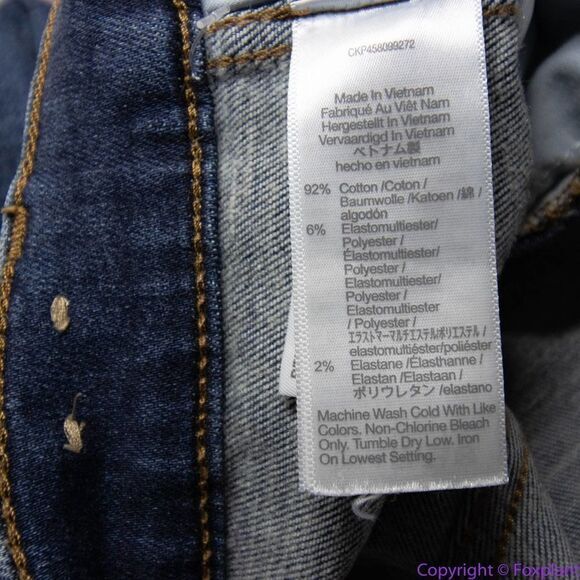 CKP458099272
Made In Vietnam
Fabriqué Au Viêt Nam
Hergestellt In Vietnam
Vervaardigd In Vietnam
ベトナム製
hecho en vietnam
92% Cotton /Coton /
Baumwolle /Katoen /綿 /
algodón
6% Elastomultiester/
Polyester /
Elastomultiester/
Polyester /
Elastomultiester
/ Polyester /
エラストマーマルチエステル/ポリエステル /
elastomultiéster/poliéster
2% Elastane /Élasthanne /
Elastan /Elastaan /
ポリウレタン /elastano
Machine Wash Cold With Like
Colors. Non-Chlorine Bleach
Only. Tumble Dry Low. Iron
On Lowest Setting.
Copyright © Foxplant